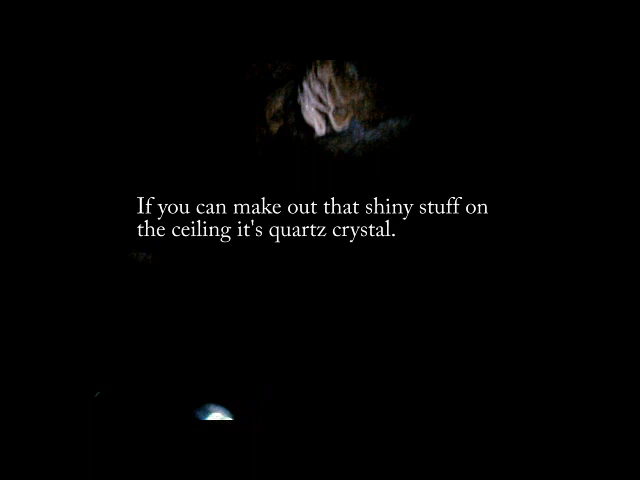 If you can make out that shiny stuff on
the ceiling it's quartz crystal.